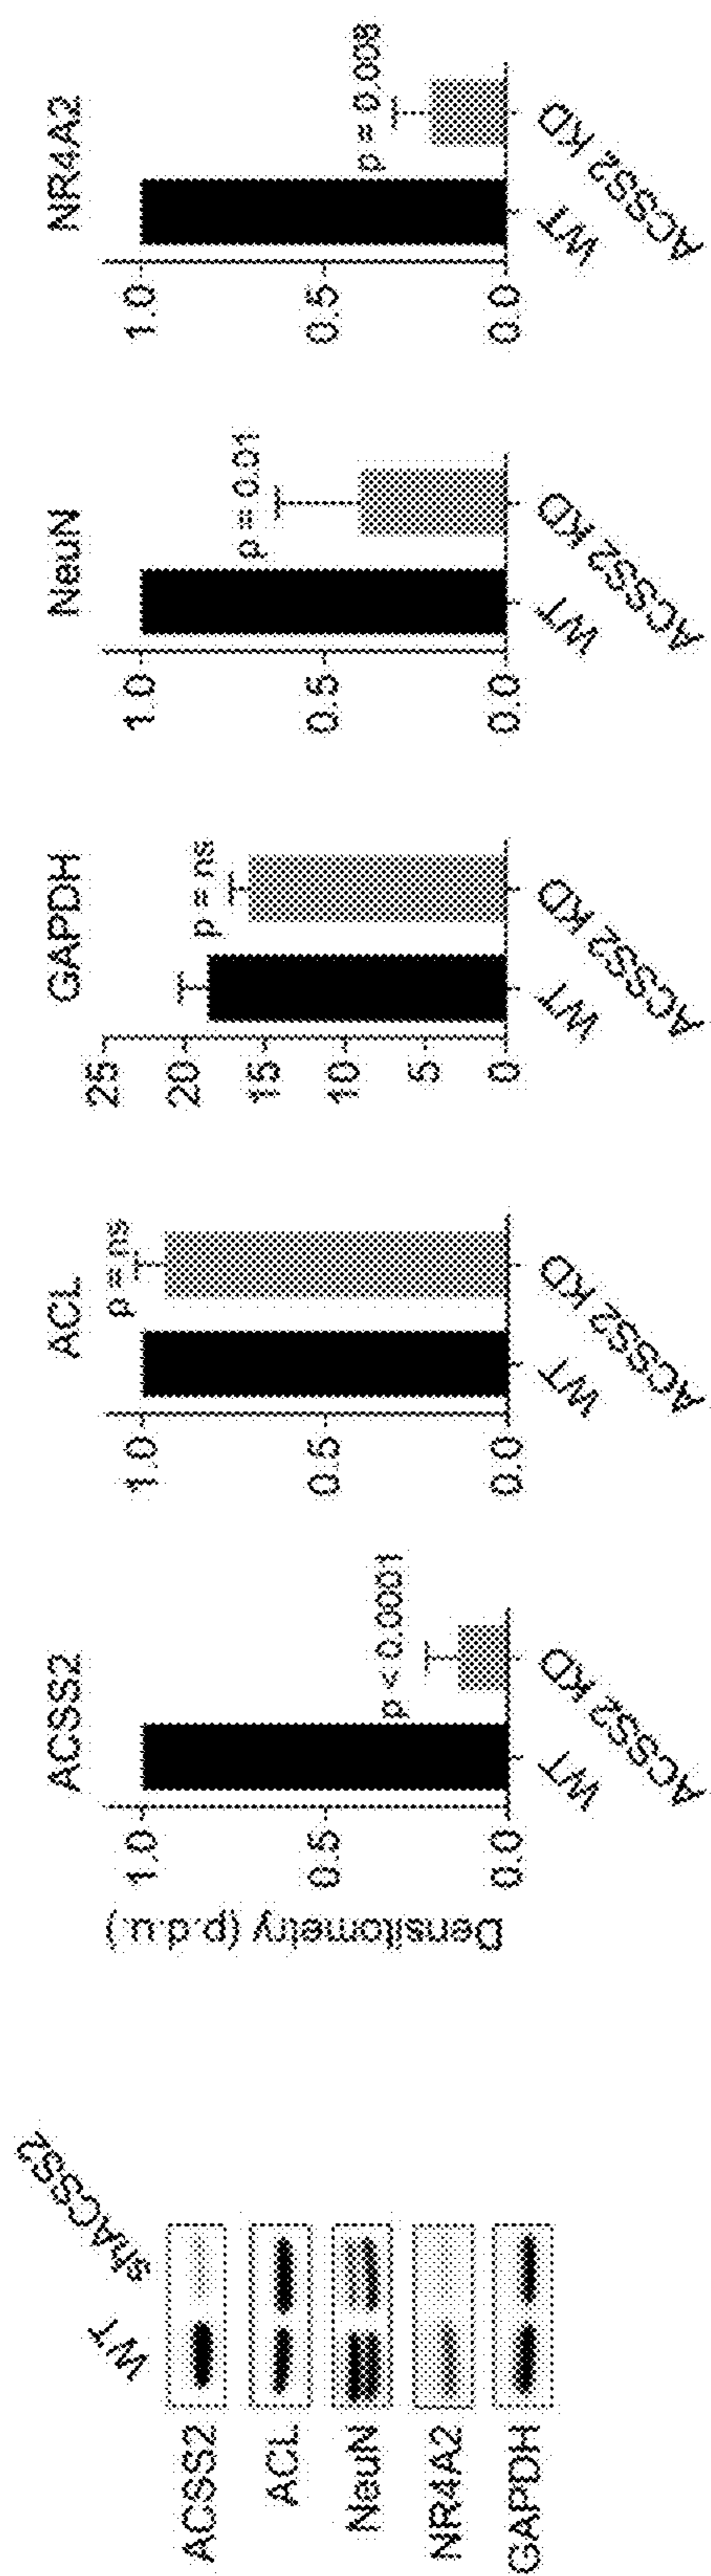 WT shACSS2
ACSS2
ACL
NeuN
NR4A2
GAPDH
Densitometry (p.d.u.)
ACSS2
1.0
0.5
0.0
p < 0.0001
WT
ACSS2 KD
ACL
1.0
0.5
0.0
p = ns
WT
ACSS2 KD
GAPDH
25
20
15
10
5
0
p = ns
WT
ACSS2 KD
NeuN
1.0
0.5
0.0
p = 0.01
WT
ACSS2 KD
NR4A2
1.0
0.5
0.0
p = 0.008
WT
ACSS2 KD